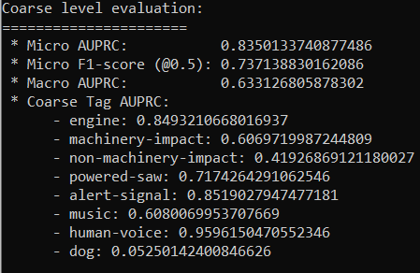 Coarse level evaluation:
======================
* Micro AUPRC: 0.8350133740877486
* Micro F1-score (@0.5): 0.737138830162086
* Macro AUPRC: 0.633126805878302
* Coarse Tag AUPRC:
- engine: 0.8493210668016937
- machinery-impact: 0.6069719987244809
- non-machinery-impact: 0.41926869121180027
- powered-saw: 0.7174264291062546
- alert-signal: 0.8519027947477181
- music: 0.6080069953707669
- human-voice: 0.9596150470552346
- dog: 0.05250142400846626